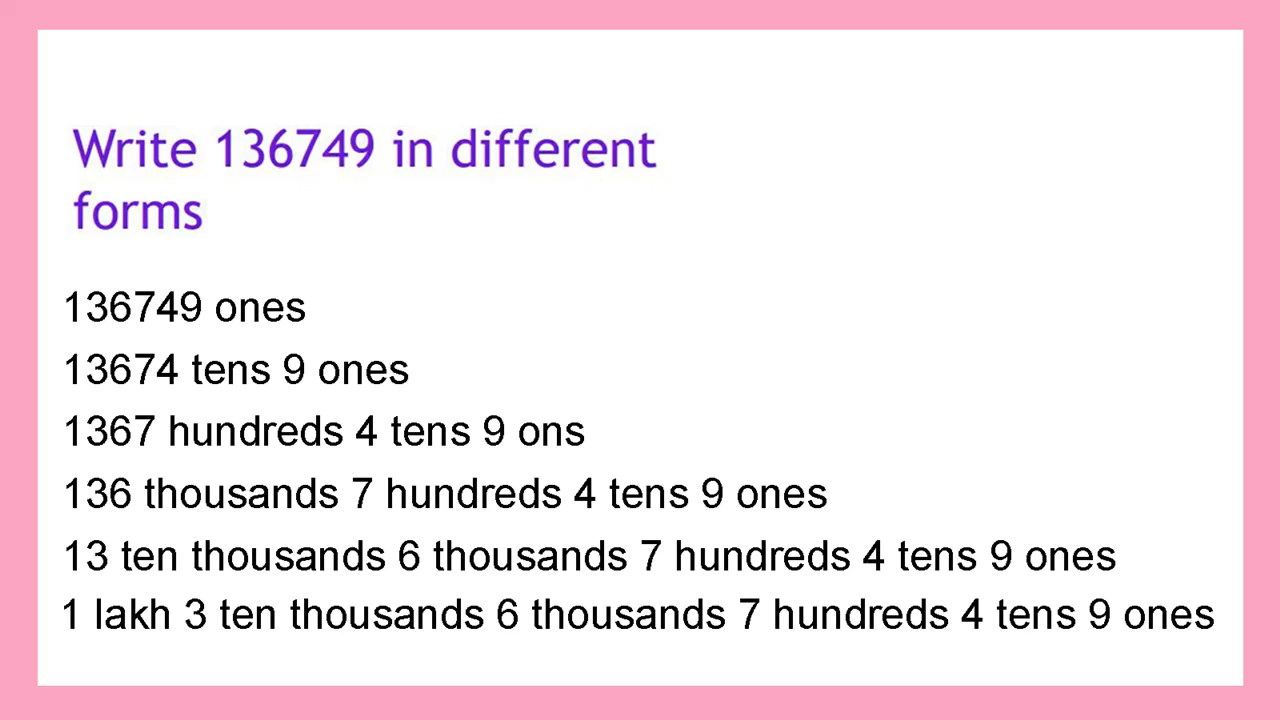 Write 136749 in different
forms
136749 ones
13674 tens 9 ones
1367 hundreds 4 tens 9 ons
136 thousands 7 hundreds 4 tens 9 ones
13 ten thousands 6 thousands 7 hundreds 4 tens 9 ones
1 lakh 3 ten thousands 6 thousands 7 hundreds 4 tens 9 ones